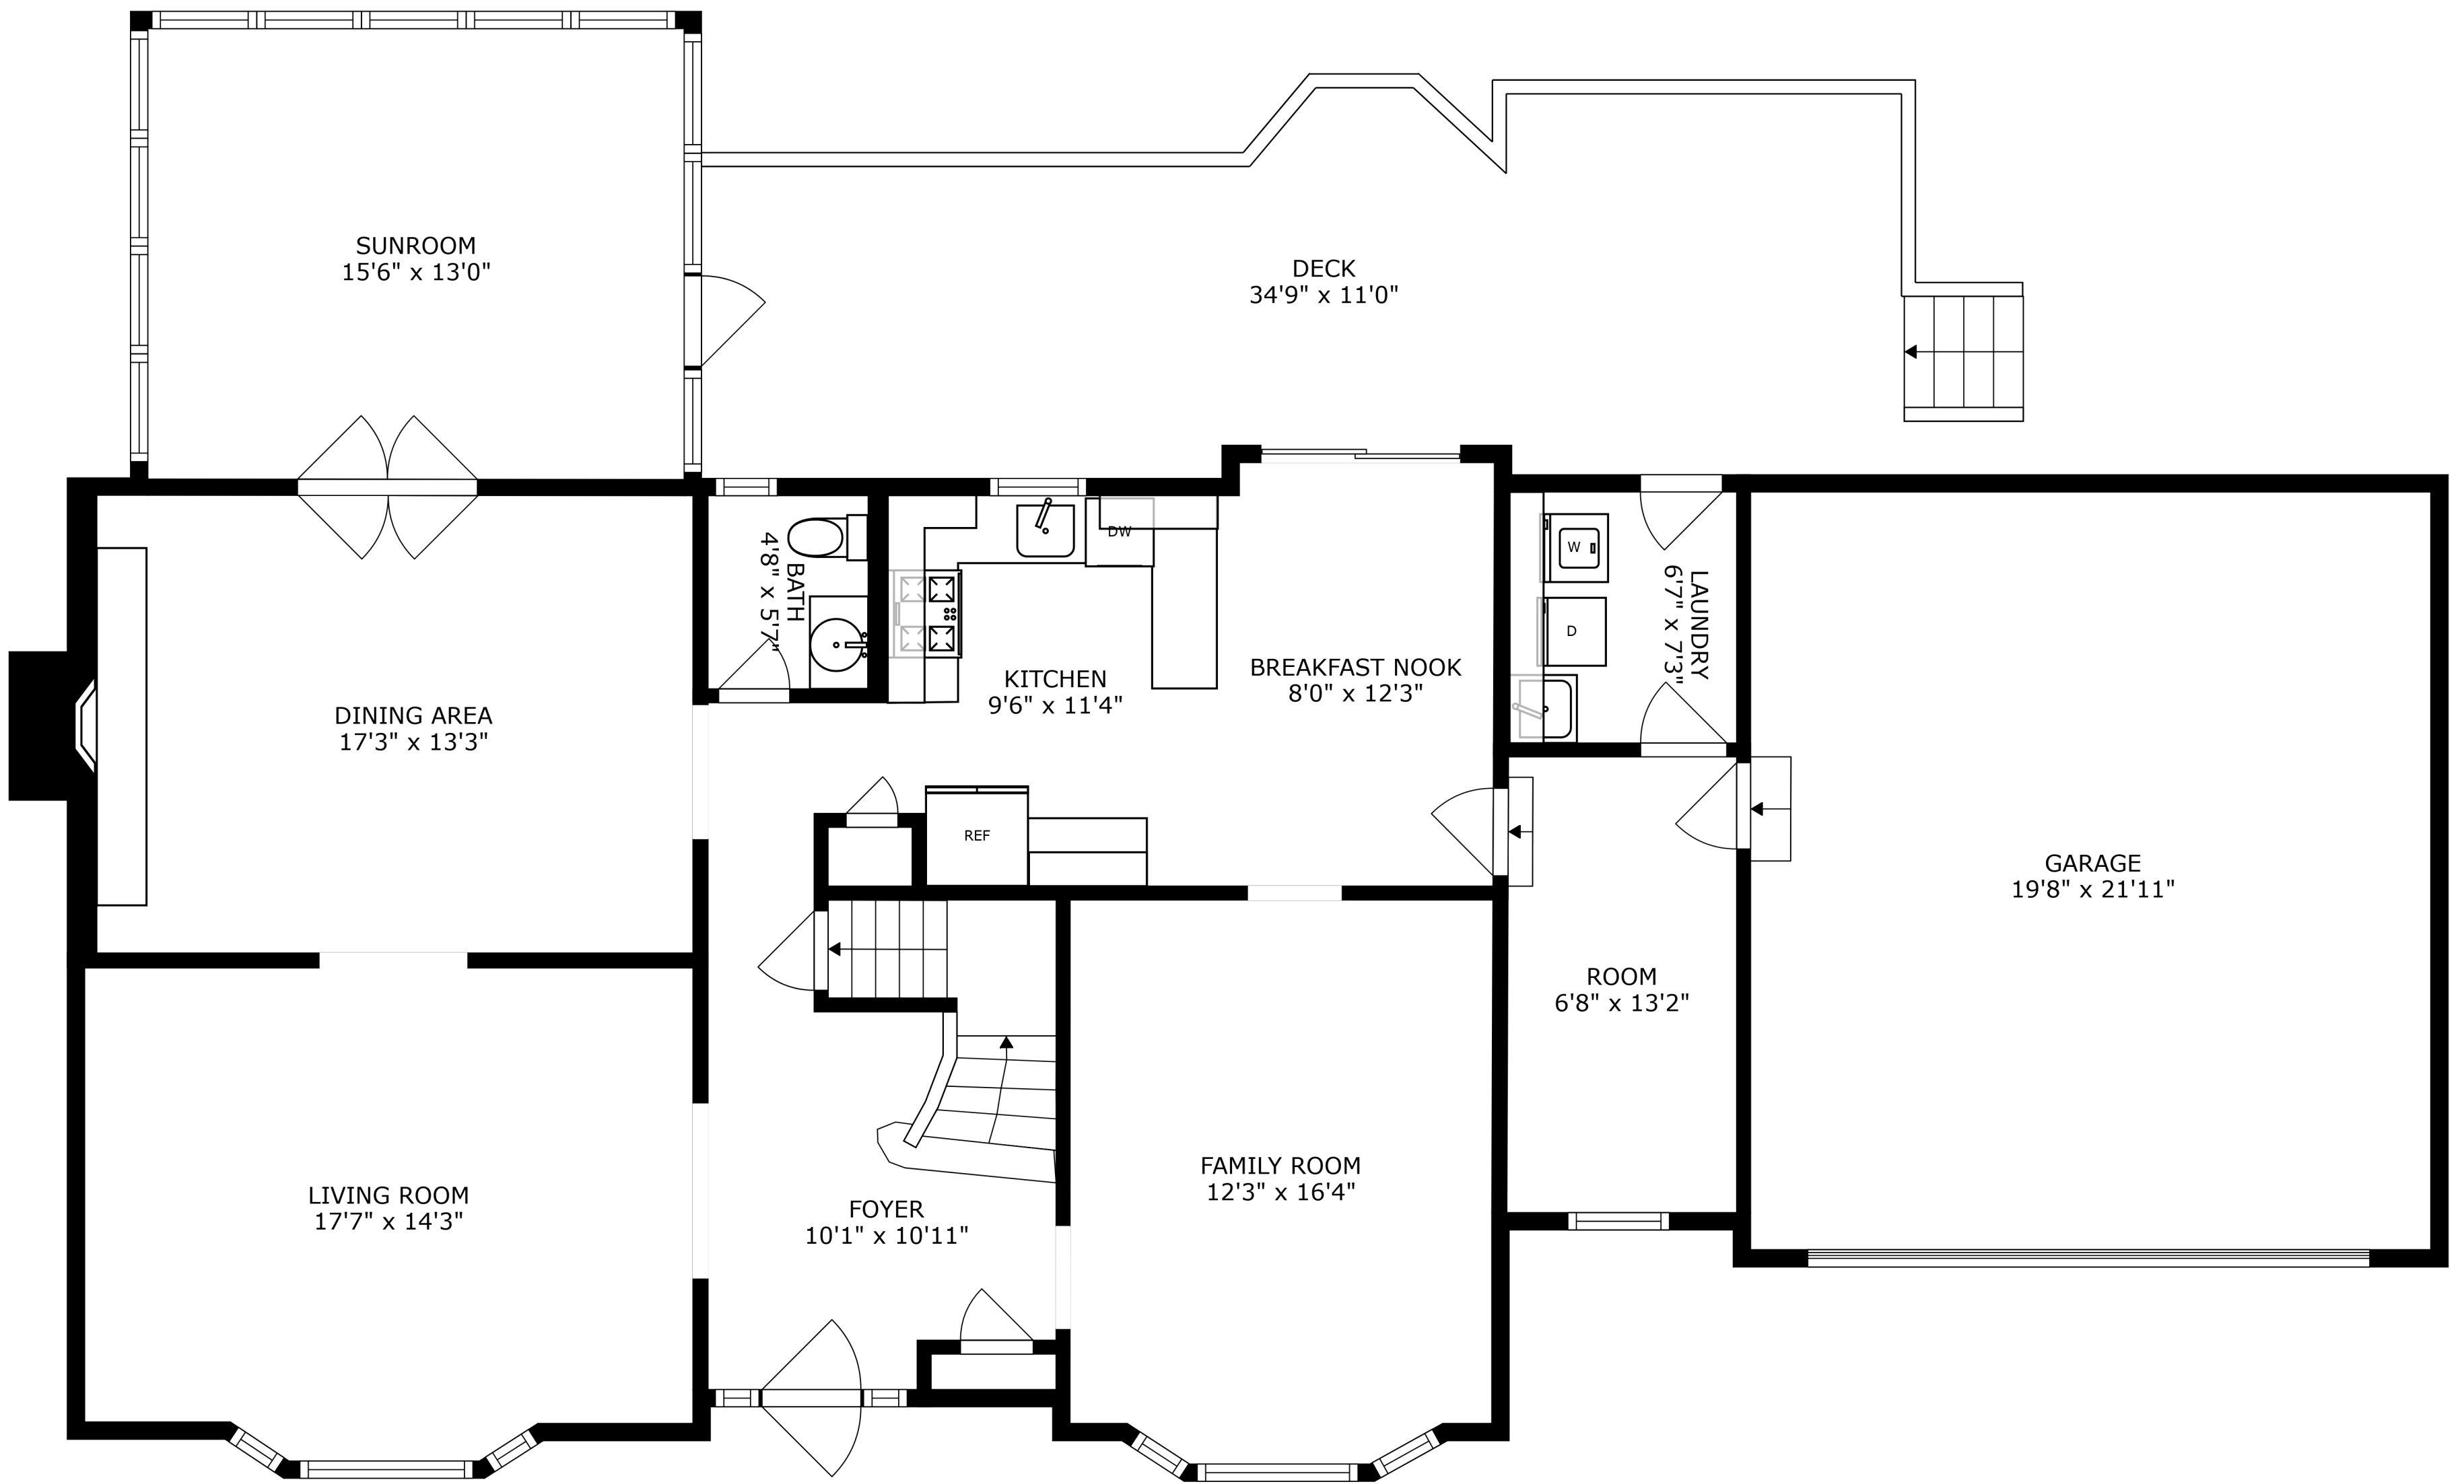 SUNROOM
15'6" x 13'0"
DECK
34'9" x 11'0"
BATH
4'8" x 5'7"
DW
W
D
LAUNDRY
6'7" x 7'3"
KITCHEN
9'6" x 11'4"
BREAKFAST NOOK
8'0" x 12'3"
DINING AREA
17'3" x 13'3"
REF
GARAGE
19'8" x 21'11"
ROOM
6'8" x 13'2"
LIVING ROOM
17'7" x 14'3"
FOYER
10'1" x 10'11"
FAMILY ROOM
12'3" x 16'4"